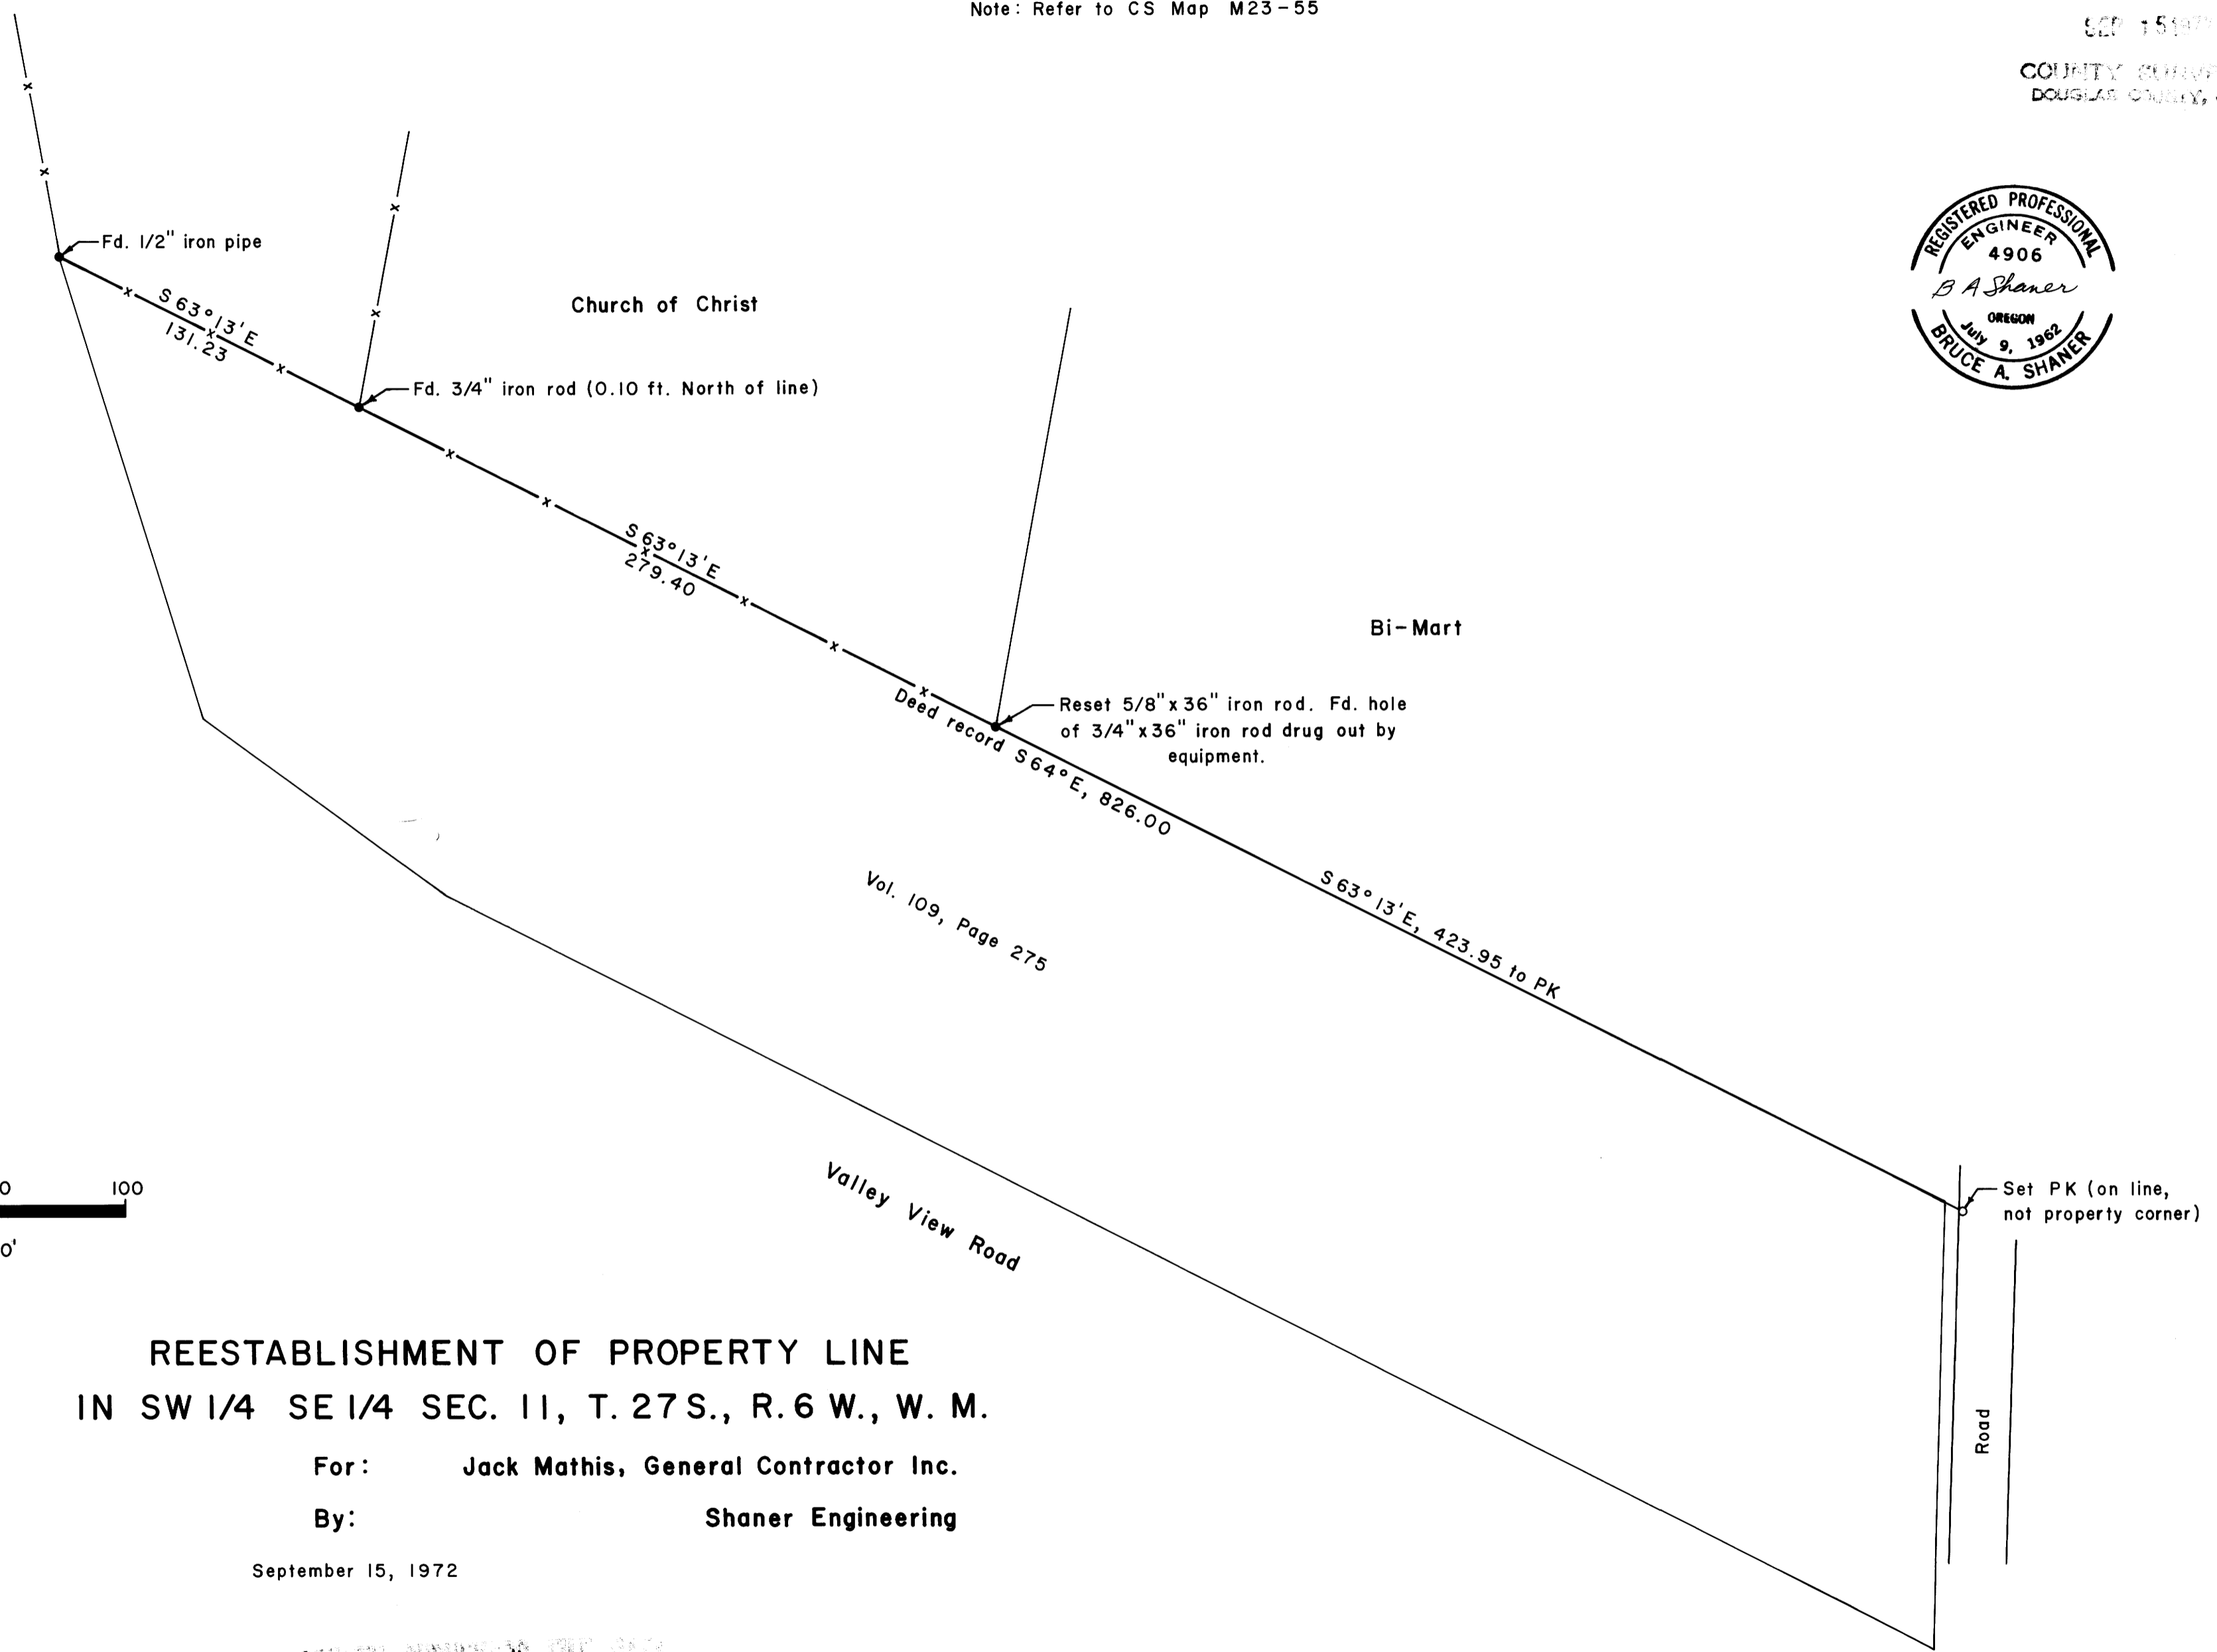 Note: Refer to CS Map M23-55
COUNTY
DOUGLAS COUNTY,
REGISTERED PROFESSIONAL
ENGINEER
4906
B A Shaner
OREGON
July 9, 1962
BRUCE A. SHANER
Fd. 1/2" iron pipe
S 63°13'E
131.23
Church of Christ
Fd. 3/4" iron rod (0.10 ft. North of line)
S 63°13'E
279.40
Bi-Mart
Reset 5/8"x36" iron rod. Fd. hole
of 3/4"x36" iron rod drug out by
equipment.
Deed record S 64°E, 826.00
S 63°13'E, 423.95 to PK
Vol. 109, Page 275
Valley View Road
Set PK (on line,
not property corner)
Road
0 100
0'
REESTABLISHMENT OF PROPERTY LINE
IN SW 1/4 SE 1/4 SEC. 11, T. 27 S., R. 6 W., W. M.
For: Jack Mathis, General Contractor Inc.
By: Shaner Engineering
September 15, 1972